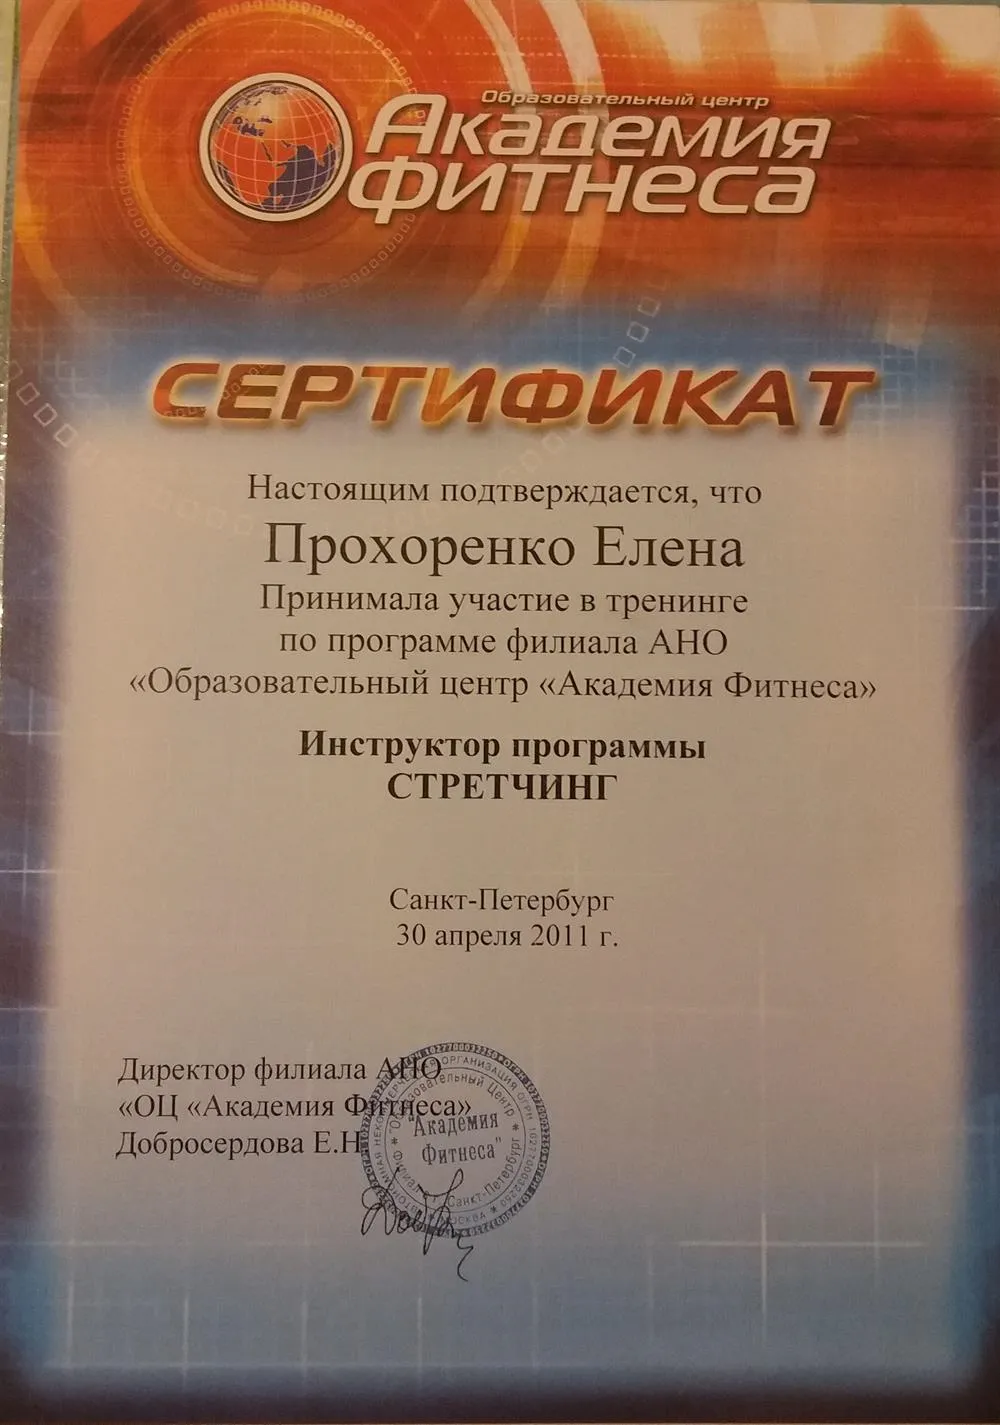 Образовательный центр
Академия
фитнеса
СЕРТИФИКАТ
Настоящим подтверждается, что
Прохоренко Елена
Принимала участие в тренинге
по программе филиала АНО
«Образовательный центр «Академия Фитнеса»
Инструктор программы
СТРЕТЧИНГ
Санкт-Петербург
30 апреля 2011 г.
Директор филиала АНО
«ОЦ «Академия Фитнеса»
Добросердова Е.Н
Образовательный Центр
"Академия
Фитнеса"
Филиал в г. Санкт-Петербург
МОСКВА